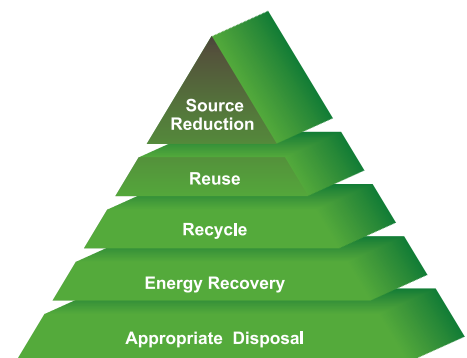 Source
Reduction
Reuse
Recycle
Energy Recovery
Appropriate Disposal